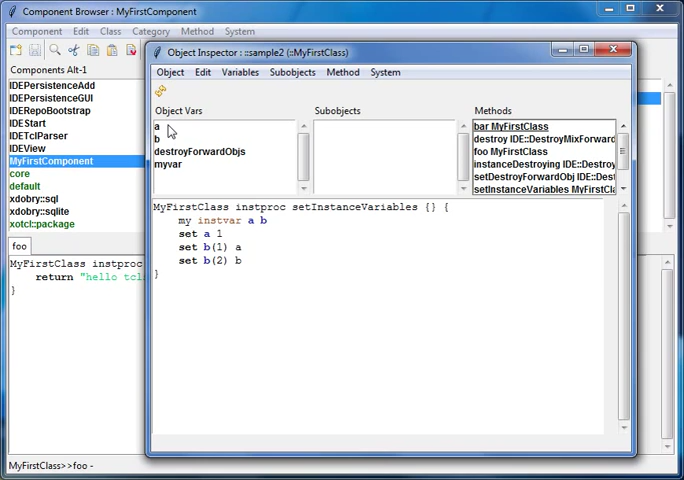 Component Browser : MyFirstComponent
Component Edit Class Category Method System
Components Alt-1
IDEPersistenceAdd
IDEPersistenceGUI
IDERepoBootstrap
IDEStart
IDETclParser
IDEView
MyFirstComponent
core
default
xdobry::sql
xdobry::sqlite
xotcl::package
foo
MyFirstClass instproc
return "hello tcl
}
MyFirstClass>>foo -
Object Inspector : ::sample2 (::MyFirstClass)
Object Edit Variables Subobjects Method System
Object Vars
a
b
destroyForwardObjs
myvar
Subobjects
Methods
bar MyFirstClass
destroy IDE::DestroyMixForward
foo MyFirstClass
instanceDestroying IDE::Dest
setDestroyForwardObj IDE::Dest
setInstanceVariables MyFirstCla
MyFirstClass instproc setInstanceVariables {} {
my instvar a b
set a 1
set b(1) a
set b(2) b
}